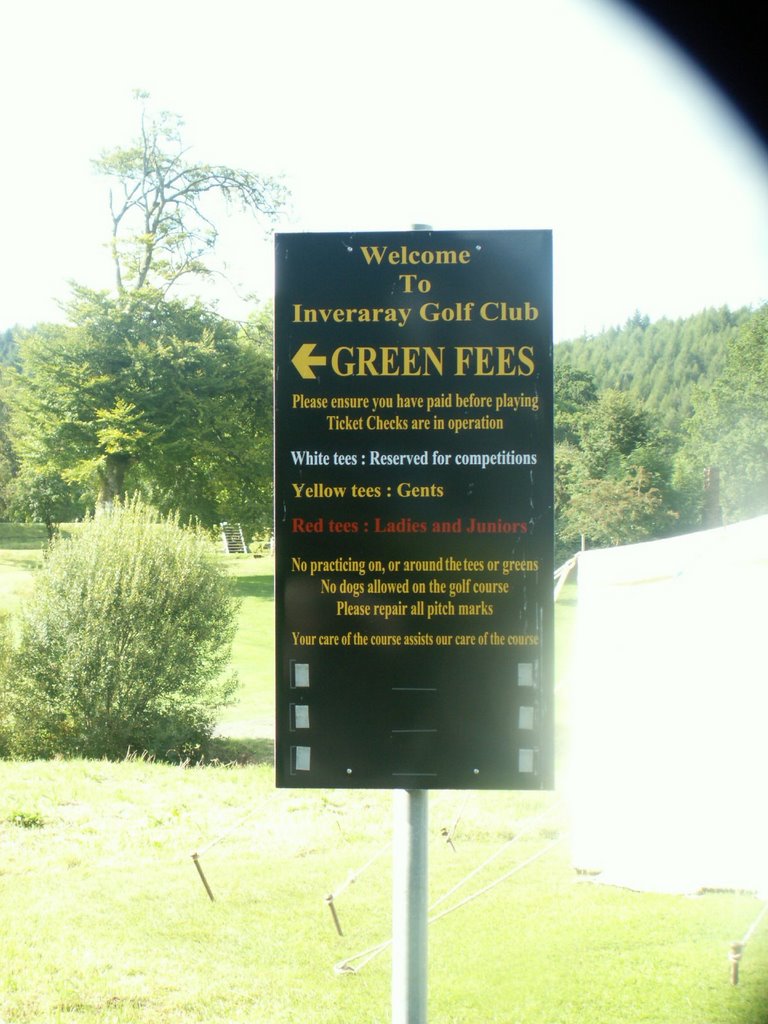 Welcome
To
Inveraray Golf Club
GREEN FEES
Please ensure you have paid before playing
Ticket Checks are in operation
White tees : Reserved for competitions
Yellow tees : Gents
Red tees : Ladies and Juniors
No practicing on, or around the tees or greens
No dogs allowed on the golf course
Please repair all pitch marks
Your care of the course assists our care of the course